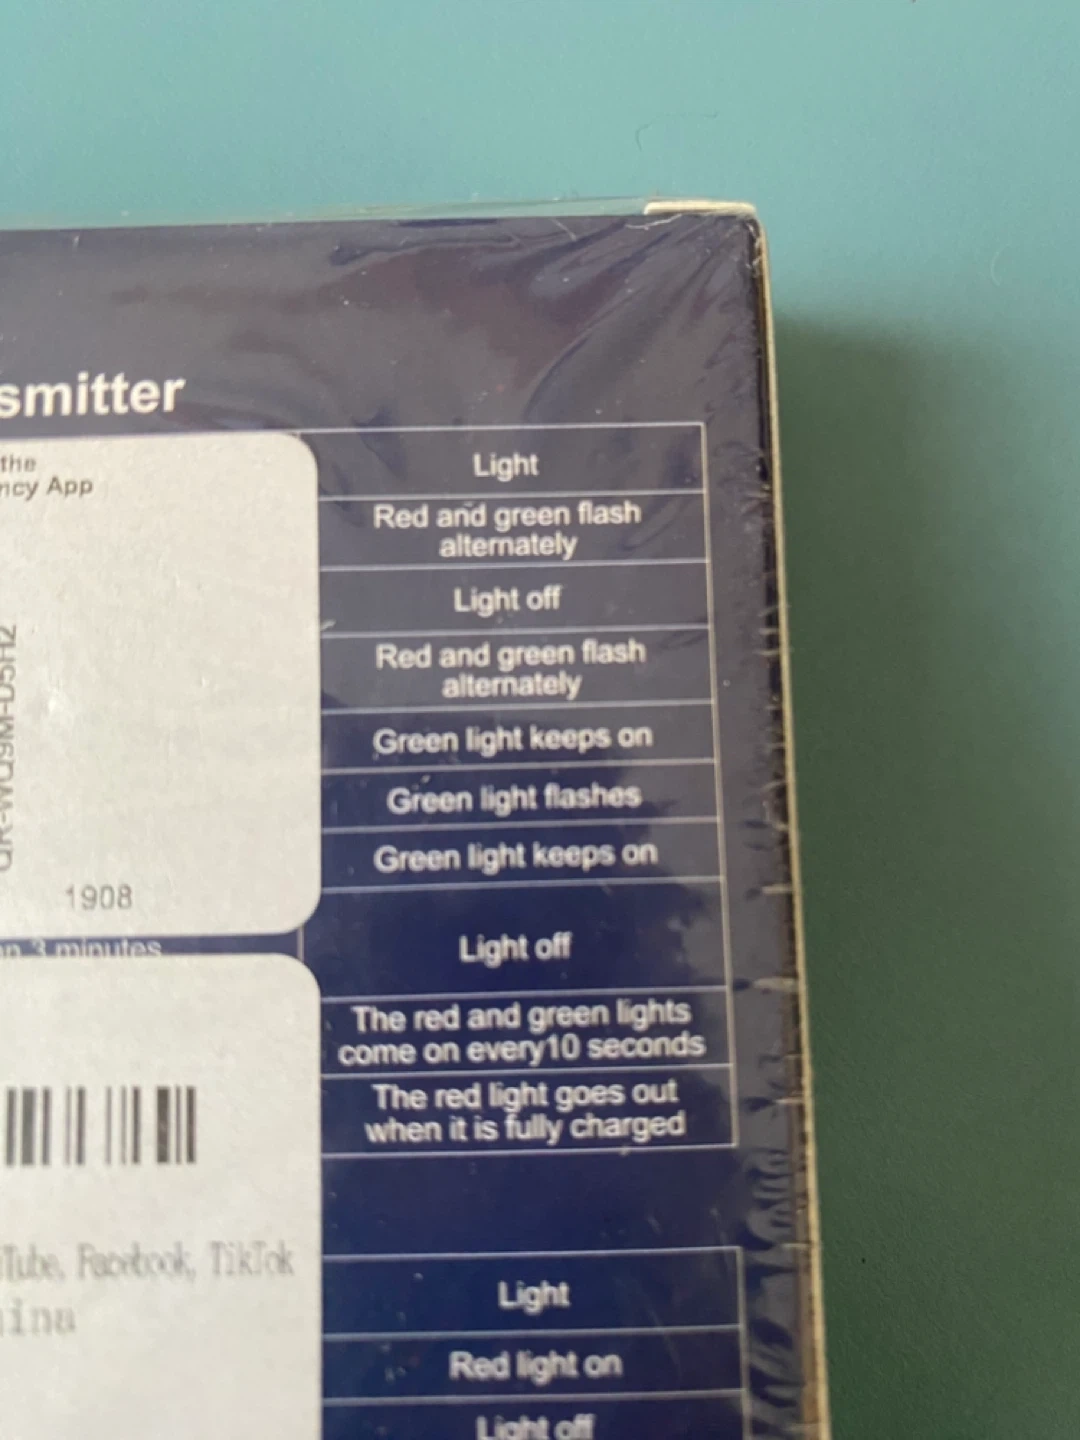 smitter
the
ncy App
Light
Red and green flash
alternately
Light off
Red and green flash
alternately
Green light keeps on
Green light flashes
Green light keeps on
1908
3 minutes
Light off
The red and green lights
come on every10 seconds
The red light goes out
when it is fully charged
Tube, Facebook, TikTok
ina
Light
Red light on
Light off